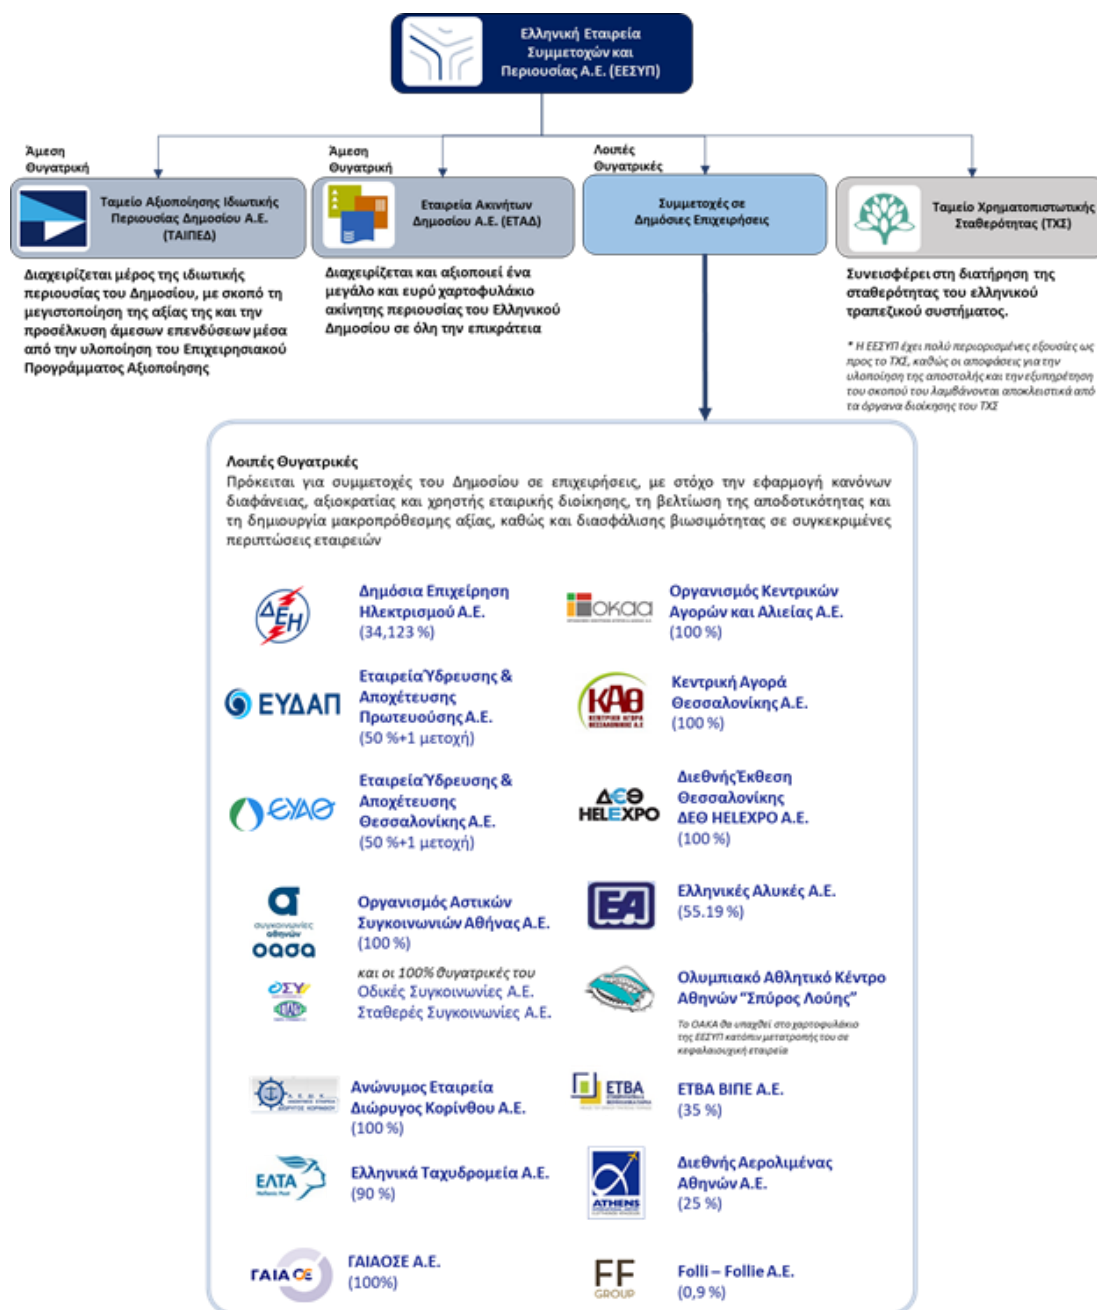 Ελληνική Εταιρεία
Συμμετοχών και
Περιουσίας Α.Ε. (ΕΕΣΥΠ)
Άμεση
Θυγατρική
Ταμείο Αξιοποίησης Ιδιωτικής
Περιουσίας Δημοσίου Α.Ε.
(ΤΑΙΠΕΔ)
Διαχειρίζεται μέρος της ιδιωτικής
περιουσίας του Δημοσίου, με σκοπό τη
μεγιστοποίηση της αξίας της και την
προσέλκυση άμεσων επενδύσεων μέσα
από την υλοποίηση του Επιχειρησιακού
Προγράμματος Αξιοποίησης
Άμεση
Θυγατρική
Εταιρεία Ακινήτων
Δημοσίου Α.Ε. (ΕΤΑΔ)
Διαχειρίζεται και αξιοποιεί ένα
μεγάλο και ευρύ χαρτοφυλάκιο
ακίνητης περιουσίας του Ελληνικού
Δημοσίου σε όλη την επικράτεια
Λοιπές
Θυγατρικές
Συμμετοχές σε
Δημόσιες Επιχειρήσεις
Ταμείο Χρηματοπιστωτικής
Σταθερότητας (ΤΧΣ)
Συνεισφέρει στη διατήρηση της
σταθερότητας του ελληνικού
τραπεζικού συστήματος.
* Η ΕΕΣΥΠ έχει πολύ περιορισμένες εξουσίες ως
προς το ΤΧΣ, καθώς οι αποφάσεις για την
υλοποίηση της αποστολής και την εξυπηρέτηση
του σκοπού του λαμβάνονται αποκλειστικά από
τα όργανα διοίκησης του ΤΧΣ
Λοιπές Θυγατρικές
Πρόκειται για συμμετοχές του Δημοσίου σε επιχειρήσεις, με στόχο την εφαρμογή κανόνων
διαφάνειας, αξιοκρατίας και χρηστής εταιρικής διοίκησης, τη βελτίωση της αποδοτικότητας και
τη δημιουργία μακροπρόθεσμης αξίας, καθώς και διασφάλισης βιωσιμότητας σε συγκεκριμένες
περιπτώσεις εταιρειών
ΔΕΗ
Δημόσια Επιχείρηση
Ηλεκτρισμού Α.Ε.
(34,123 %)
οκαα
Οργανισμός Κεντρικών
Αγορών και Αλιείας Α.Ε.
(100 %)
ΕΥΔΑΠ
Εταιρεία Ύδρευσης &
Αποχέτευσης
Πρωτευούσης Α.Ε.
(50 %+1 μετοχή)
ΚΑΘ
ΚΕΝΤΡΙΚΗ ΑΓΟΡΑ
ΘΕΣΣΑΛΟΝΙΚΗΣ Α.Ε
Κεντρική Αγορά
Θεσσαλονίκης Α.Ε.
(100 %)
ΕΥΑΘ
Εταιρεία Ύδρευσης &
Αποχέτευσης
Θεσσαλονίκης Α.Ε.
(50 %+1 μετοχή)
ΔΕΘ
HELEXPO
Διεθνής Έκθεση
Θεσσαλονίκης
ΔΕΘ HELEXPO Α.Ε.
(100 %)
συγκοινωνίες
αθηνών
οασα
Οργανισμός Αστικών
Συγκοινωνιών Αθήνας Α.Ε.
(100 %)
ΕΑ
Ελληνικές Αλυκές Α.Ε.
(55.19 %)
ΟΣΥ
ΣΤΑΣΥ
και οι 100% θυγατρικές του
Οδικές Συγκοινωνίες Α.Ε.
Σταθερές Συγκοινωνίες Α.Ε.
Ολυμπιακό Αθλητικό Κέντρο
Αθηνών “Σπύρος Λούης”
Το ΟΑΚΑ θα υπαχθεί στο χαρτοφυλάκιο
της ΕΕΣΥΠ κατόπιν μετατροπής του σε
κεφαλαιουχική εταιρεία
Ανώνυμος Εταιρεία
Διώρυγος Κορίνθου Α.Ε.
(100 %)
ΕΤΒΑ
ΕΤΒΑ ΒΙΠΕ Α.Ε.
(35 %)
ΕΛΤΑ
Hellenic Post
Ελληνικά Ταχυδρομεία Α.Ε.
(90 %)
ATHENS
Διεθνής Αερολιμένας
Αθηνών Α.Ε.
(25 %)
ΓΑΙΑ ΟΣΕ
ΓΑΙΑΟΣΕ Α.Ε.
(100%)
FF
GROUP
Folli – Follie Α.Ε.
(0,9 %)